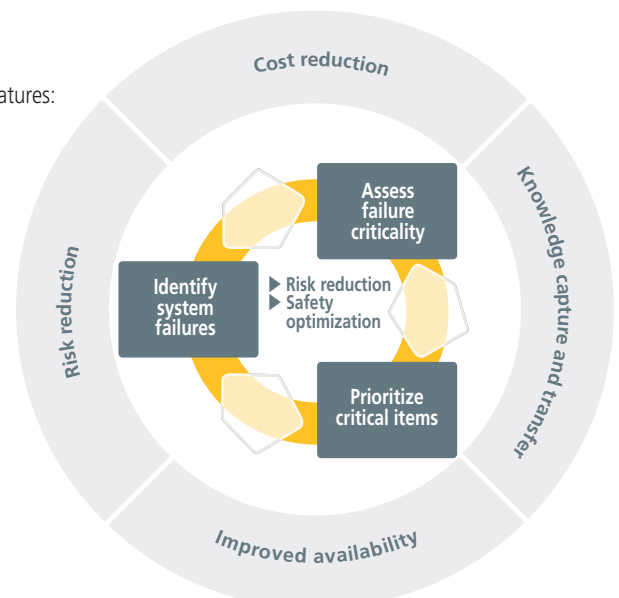 atures:
Cost reduction
Assess
failure
criticality
Knowledge capture and transfer
Risk reduction
Identify
system
failures
▶ Risk reduction
▶ Safety
optimization
Prioritize
critical items
Improved availability